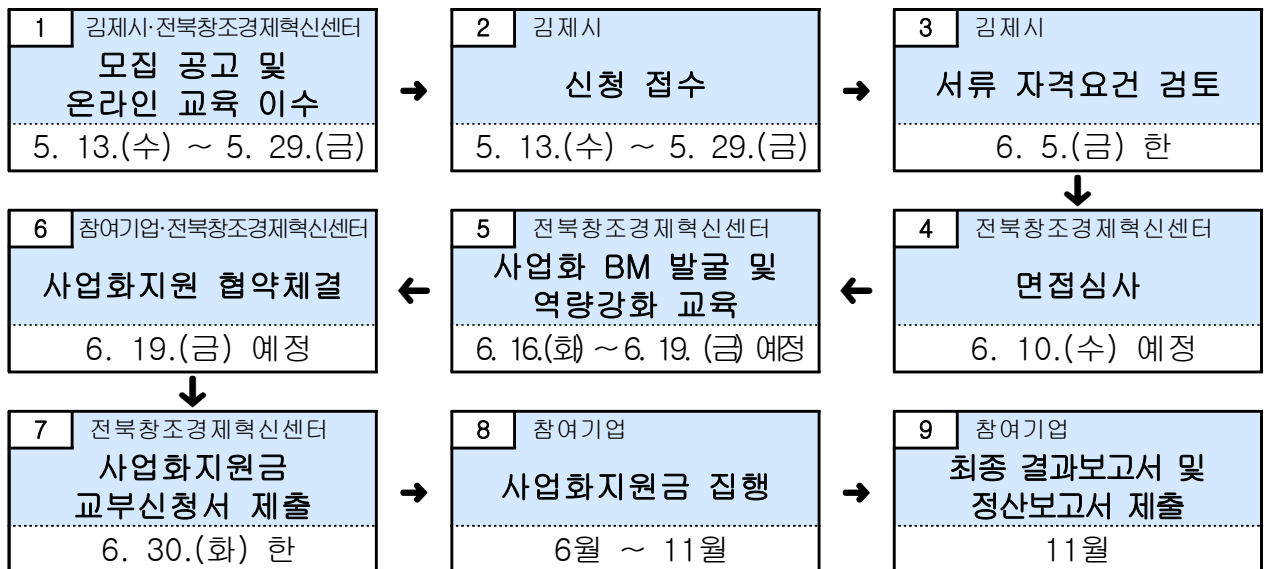 1 김제시·전북창조경제혁신센터
모집 공고 및
온라인 교육 이수
5. 13.(수) ~ 5. 29.(금)
➜
2 김제시
신청 접수
5. 13.(수) ~ 5. 29.(금)
➜
3 김제시
서류 자격요건 검토
6. 5.(금) 한
➜
4 전북창조경제혁신센터
면접심사
6. 10.(수) 예정
➜
5 전북창조경제혁신센터
사업화 BM 발굴 및
역량강화 교육
6. 16.(화) ~ 6. 19. (금) 예정
➜
6 참여기업·전북창조경제혁신센터
사업화지원 협약체결
6. 19.(금) 예정
➜
7 전북창조경제혁신센터
사업화지원금
교부신청서 제출
6. 30.(화) 한
➜
8 참여기업
사업화지원금 집행
6월 ~ 11월
➜
9 참여기업
최종 결과보고서 및
정산보고서 제출
11월